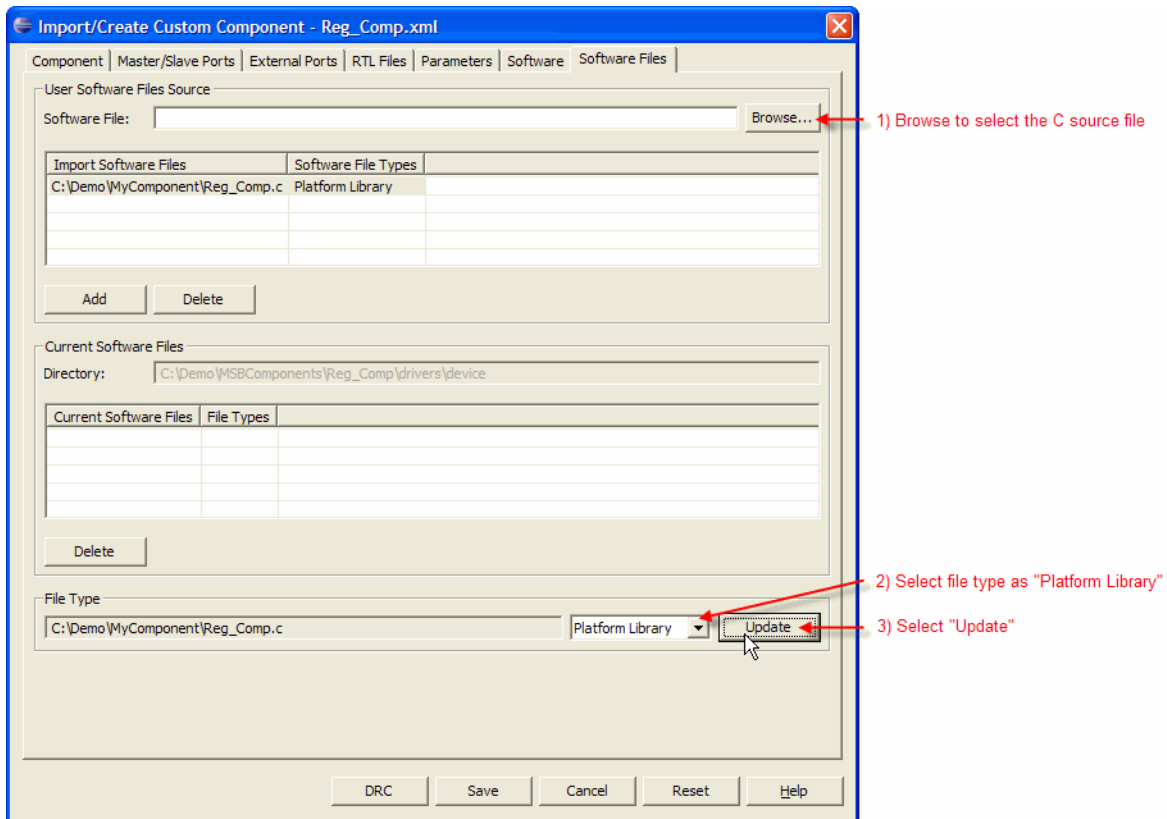 Import/Create Custom Component - Reg_Comp.xml
Component Master/Slave Ports External Ports RTL Files Parameters Software Software Files
User Software Files Source
Software File: Browse... 1) Browse to select the C source file
Import Software Files Software File Types
C:\Demo\MyComponent\Reg_Comp.c Platform Library
Add Delete
Current Software Files
Directory: C:\Demo\MSBComponents\Reg_Comp\drivers\device
Current Software Files File Types
Delete
2) Select file type as "Platform Library"
File Type
C:\Demo\MyComponent\Reg_Comp.c Platform Library Update 3) Select "Update"
DRC Save Cancel Reset Help